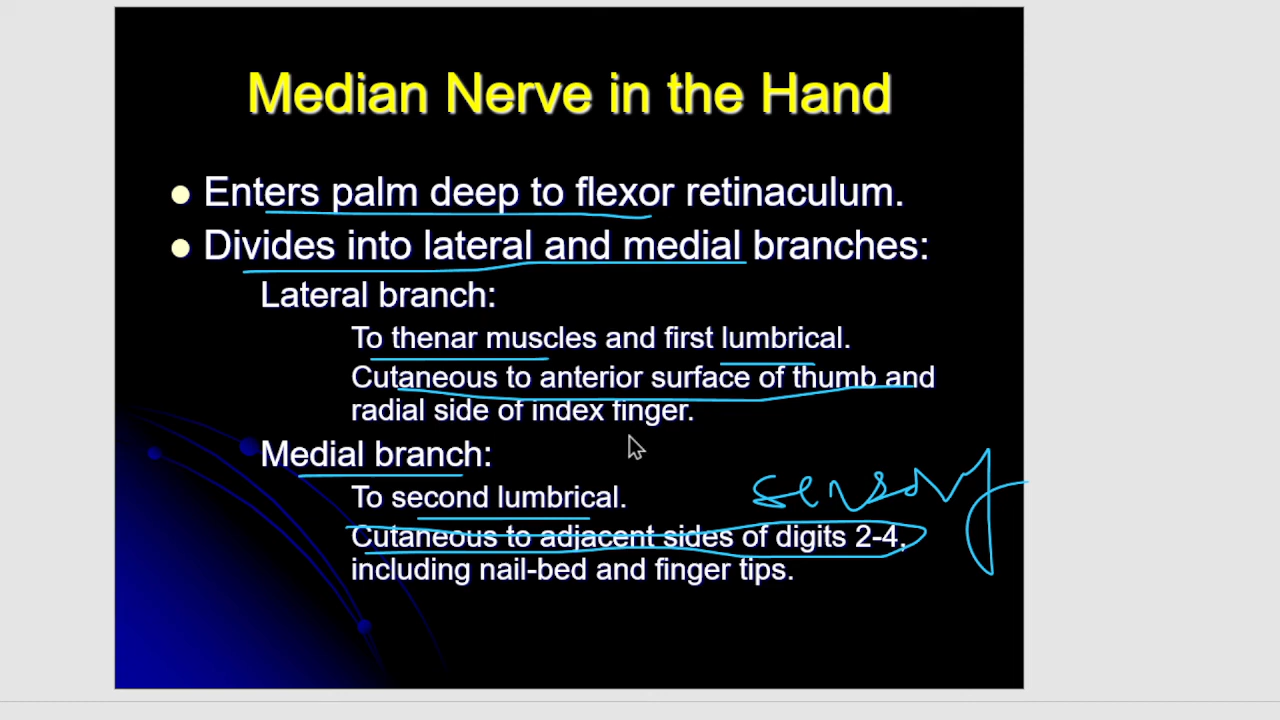 Median Nerve in the Hand
Enters palm deep to flexor retinaculum.
Divides into lateral and medial branches:
Lateral branch:
To thenar muscles and first lumbrical.
Cutaneous to anterior surface of thumb and
radial side of index finger.
Medial branch:
To second lumbrical.
sensory
Cutaneous to adjacent sides of digits 2-4,
including nail-bed and finger tips.